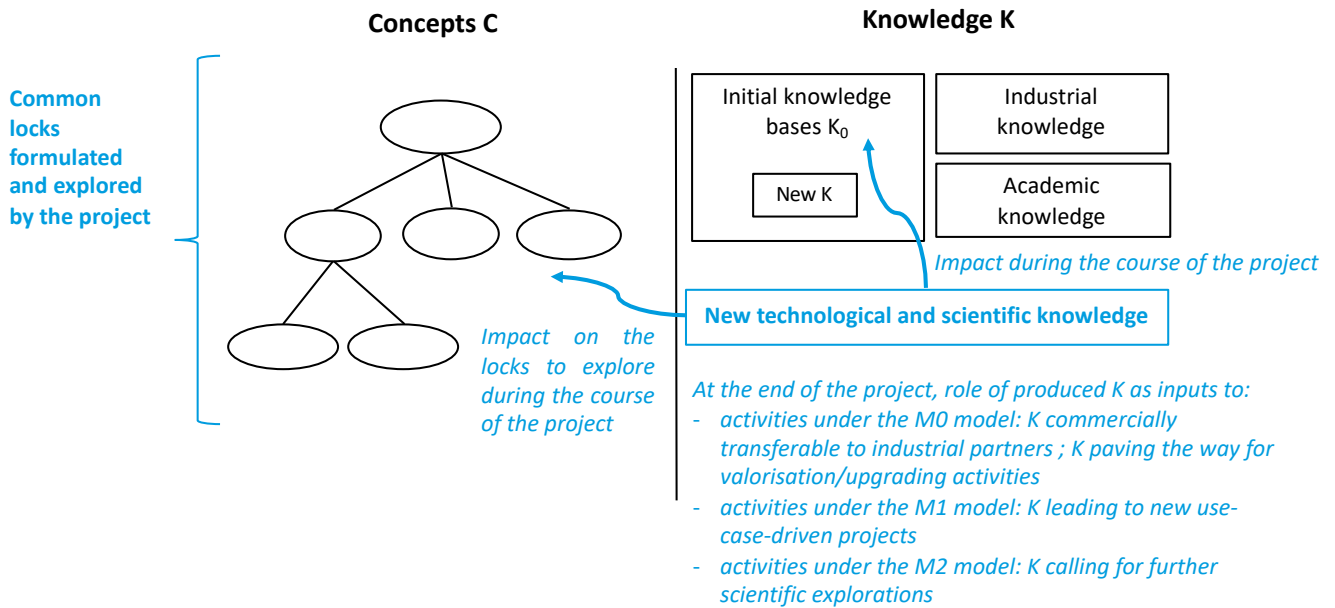 Concepts C
Knowledge K
Common
locks
formulated
and explored
by the project
Initial knowledge
bases K₀
New K
Industrial
knowledge
Academic
knowledge
Impact during the course of the project
New technological and scientific knowledge
Impact on the
locks to explore
during the course
of the project
At the end of the project, role of produced K as inputs to:
- activities under the M0 model: K commercially
transferable to industrial partners ; K paving the way for
valorisation/upgrading activities
- activities under the M1 model: K leading to new use-
case-driven projects
- activities under the M2 model: K calling for further
scientific explorations